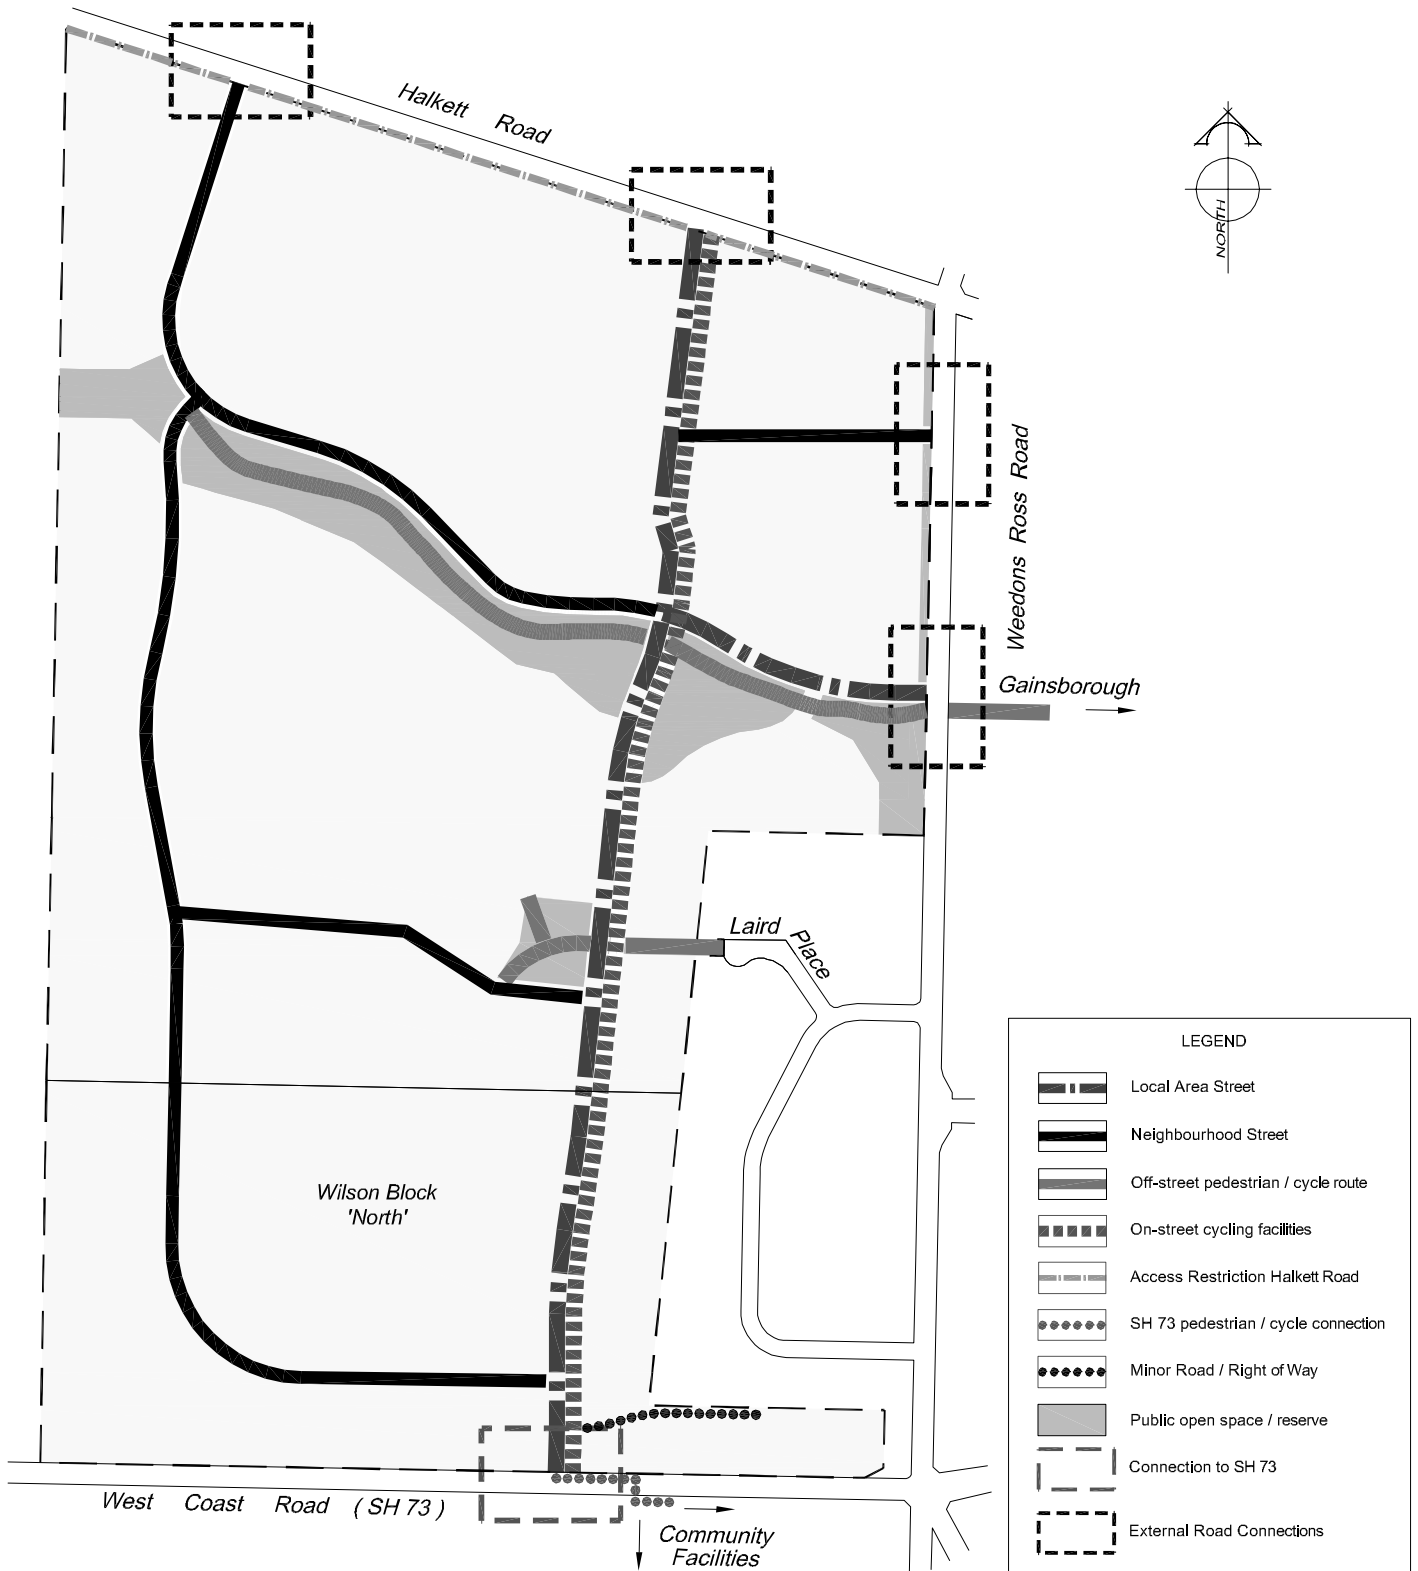 Halkett Road
NORTH
Weedons Ross Road
Gainsborough
Laird Place
Wilson Block
'North'
West Coast Road ( SH 73 )
Community
Facilities
LEGEND
Local Area Street
Neighbourhood Street
Off-street pedestrian / cycle route
On-street cycling facilities
Access Restriction Halkett Road
SH 73 pedestrian / cycle connection
Minor Road / Right of Way
Public open space / reserve
Connection to SH 73
External Road Connections